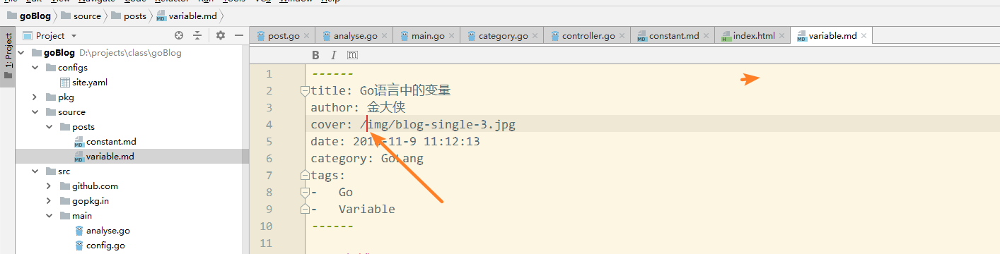 goBlog source posts variable.md
1: Project
Project
post.go analyse.go main.go category.go controller.go constant.md index.html variable.md
goBlog D:\projects\class\goBlog
configs
site.yaml
pkg
source
posts
constant.md
variable.md
src
github.com
gopkg.in
main
analyse.go
config.go
B I m
1 ------
2 title: Go语言中的变量
3 author: 金大侠
4 cover: /img/blog-single-3.jpg
5 date: 201-11-9 11:12:13
6 category: GoLang
7 tags:
8 - Go
9 - Variable
10 ------
11